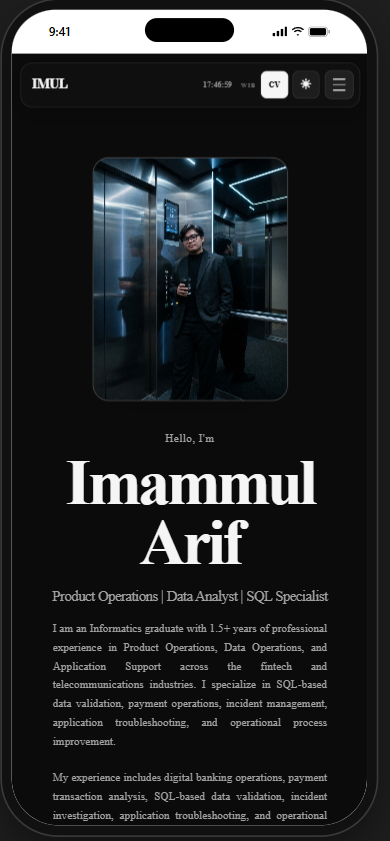 9:41
IMUL
17:46:59 WIB CV
Hello, I'm
Imammul
Arif
Product Operations | Data Analyst | SQL Specialist
I am an Informatics graduate with 1.5+ years of professional
experience in Product Operations, Data Operations, and
Application Support across the fintech and
telecommunications industries. I specialize in SQL-based
data validation, payment operations, incident management,
application troubleshooting, and operational process
improvement.
My experience includes digital banking operations, payment
transaction analysis, SQL-based data validation, incident
investigation, application troubleshooting, and operational